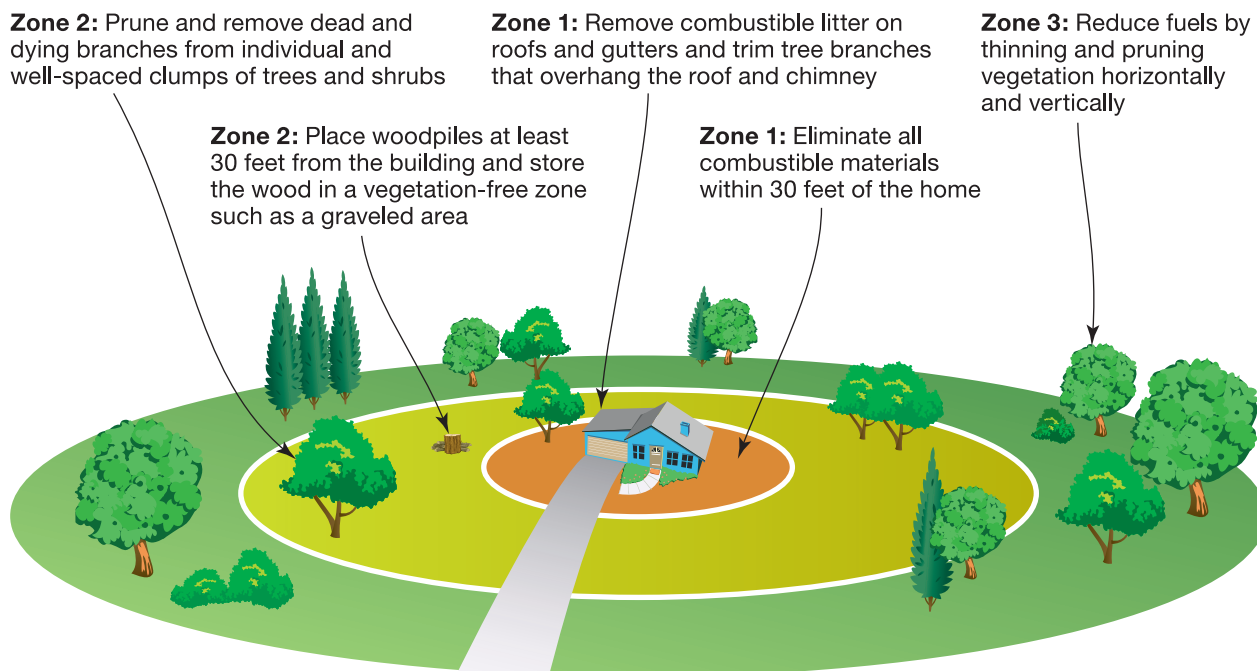 Zone 2: Prune and remove dead and
dying branches from individual and
well-spaced clumps of trees and shrubs
Zone 1: Remove combustible litter on
roofs and gutters and trim tree branches
that overhang the roof and chimney
Zone 3: Reduce fuels by
thinning and pruning
vegetation horizontally
and vertically
Zone 2: Place woodpiles at least
30 feet from the building and store
the wood in a vegetation-free zone
such as a graveled area
Zone 1: Eliminate all
combustible materials
within 30 feet of the home